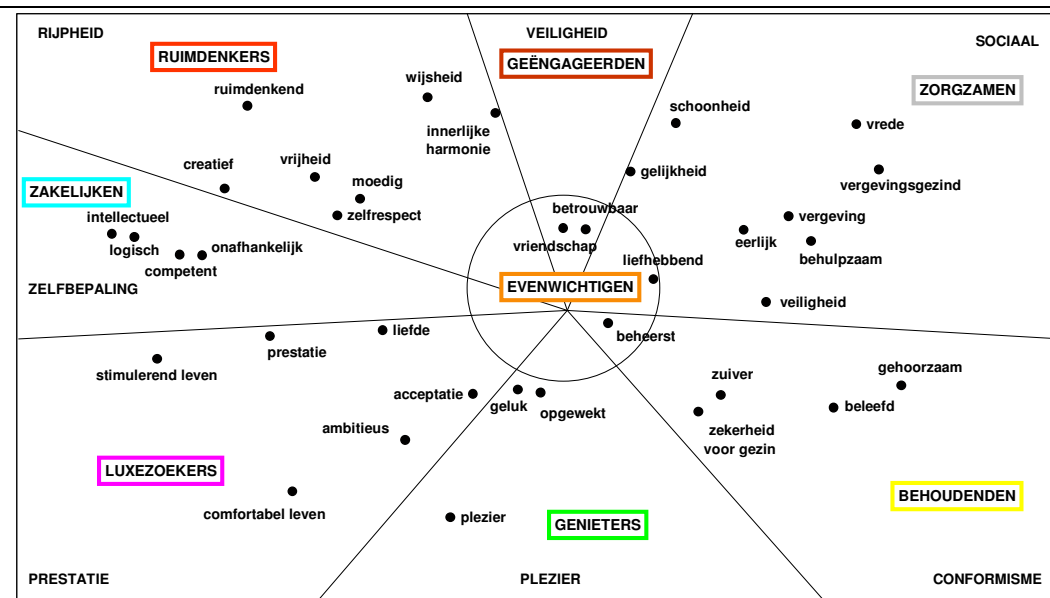 RIJPHEID
VEILIGHEID
SOCIAAL
RUIMDENKERS
GEËNGAGEERDEN
ZORGZAMEN
wijsheid
ruimdenkend
schoonheid
vrede
innerlijke
harmonie
creatief
vrijheid
moedig
gelijkheid
vergevingsgezind
ZAKELIJKEN
intellectueel
zelfrespect
betrouwbaar
vergeving
logisch
onafhankelijk
vriendschap
eerlijk
behulpzaam
competent
liefhebbend
ZELFBEPALING
EVENWICHTIGEN
veiligheid
liefde
beheerst
prestatie
stimulerend leven
zuiver
gehoorzaam
acceptatie
geluk
opgewekt
beleefd
ambitieus
zekerheid
voor gezin
LUXEZOEKERS
BEHOUDENDEN
comfortabel leven
plezier
GENIETERS
PRESTATIE
PLEZIER
CONFORMISME